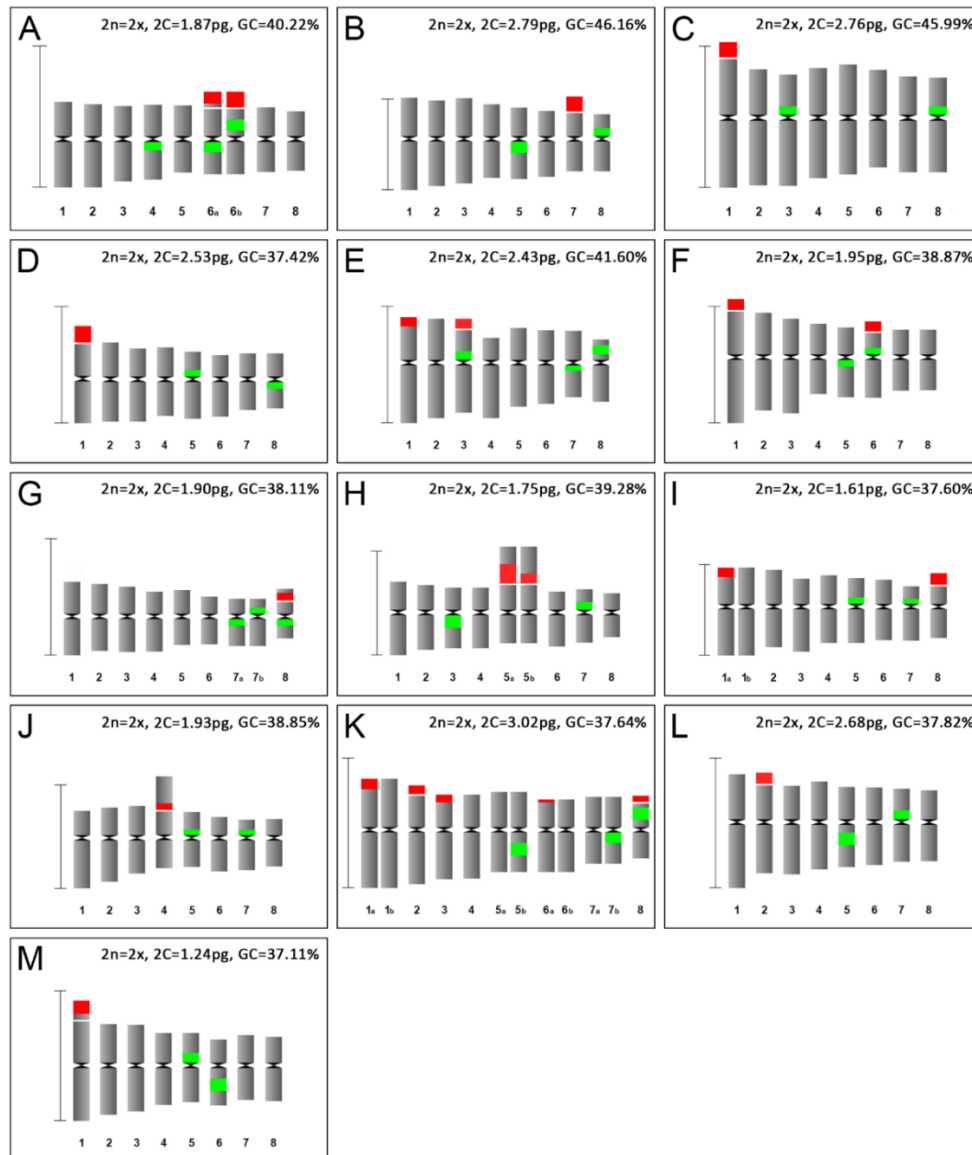 A 2n=2x, 2C=1.87pg, GC=40.22%
1 2 3 4 5 6a 6b 7 8
B 2n=2x, 2C=2.79pg, GC=46.16%
1 2 3 4 5 6 7 8
C 2n=2x, 2C=2.76pg, GC=45.99%
1 2 3 4 5 6 7 8
D 2n=2x, 2C=2.53pg, GC=37.42%
1 2 3 4 5 6 7 8
E 2n=2x, 2C=2.43pg, GC=41.60%
1 2 3 4 5 6 7 8
F 2n=2x, 2C=1.95pg, GC=38.87%
1 2 3 4 5 6 7 8
G 2n=2x, 2C=1.90pg, GC=38.11%
1 2 3 4 5 6 7a 7b 8
H 2n=2x, 2C=1.75pg, GC=39.28%
1 2 3 4 5a 5b 6 7 8
I 2n=2x, 2C=1.61pg, GC=37.60%
1a 1b 2 3 4 5 6 7 8
J 2n=2x, 2C=1.93pg, GC=38.85%
1 2 3 4 5 6 7 8
K 2n=2x, 2C=3.02pg, GC=37.64%
1a 1b 2 3 4 5a 5b 6a 6b 7a 7b 8
L 2n=2x, 2C=2.68pg, GC=37.82%
1 2 3 4 5 6 7 8
M 2n=2x, 2C=1.24pg, GC=37.11%
1 2 3 4 5 6 7 8